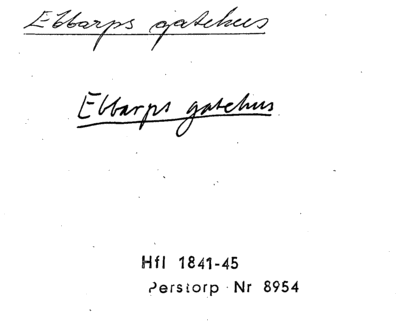 Ebbarps gatehus
Ebbarps gatehus
Hfl 1841-45
Perstorp Nr 8954